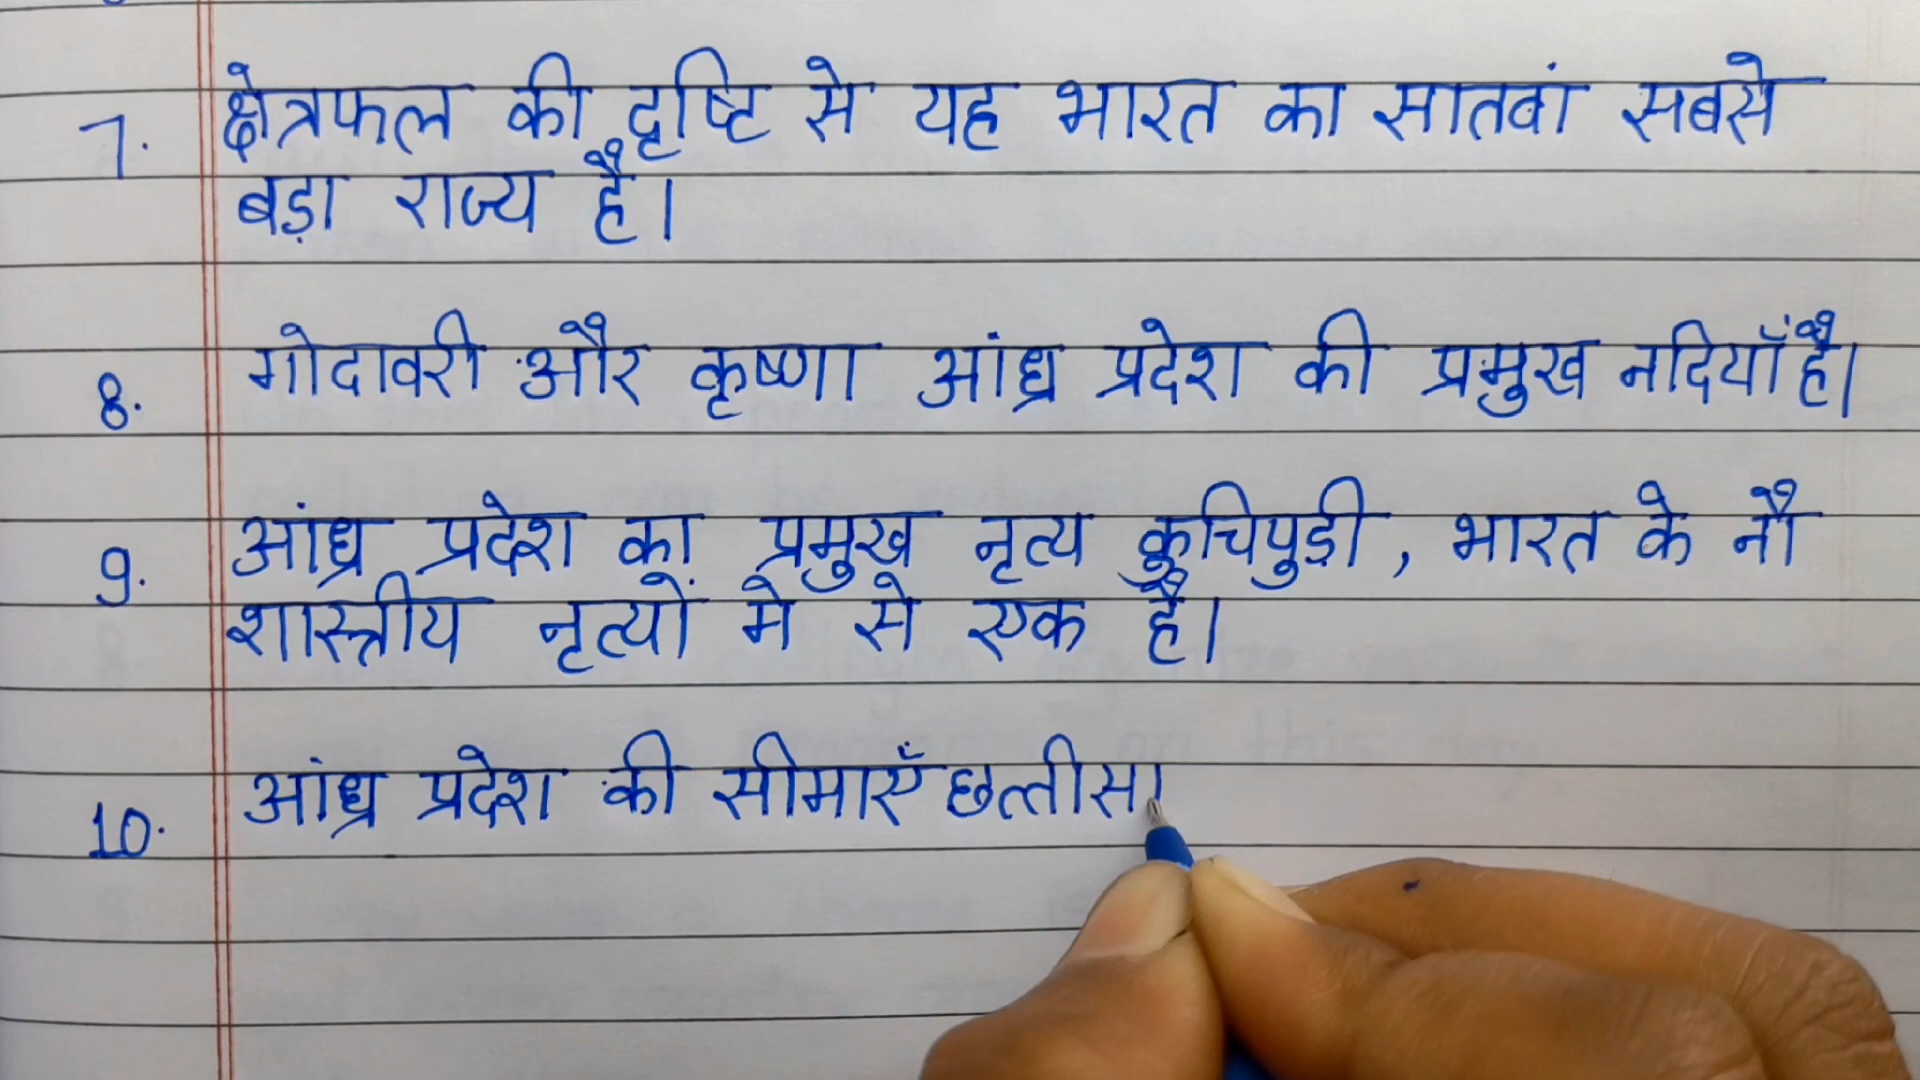 7. क्षेत्रफल की दृष्टि से यह भारत का सातवां सबसे
बड़ा राज्य है।
8. गोदावरी और कृष्णा आंध्र प्रदेश की प्रमुख नदियाँ है।
9. आंध्र प्रदेश का प्रमुख नृत्य कुचिपुड़ी, भारत के नौ
शास्त्रीय नृत्यों मे से एक है।
10. आंध्र प्रदेश की सीमाएँ छत्तीस